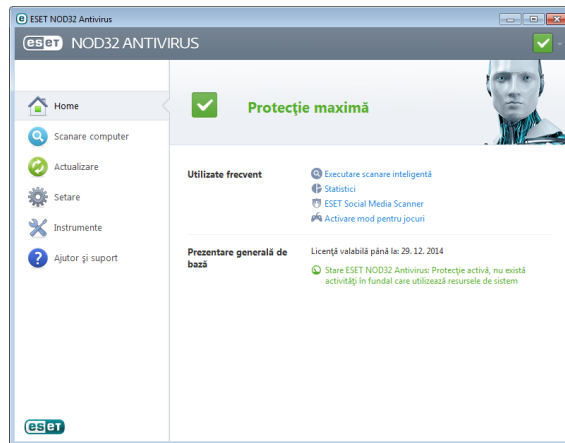 ESET NOD32 Antivirus
eset NOD32 ANTIVIRUS
Home
Scanare computer
Actualizare
Setare
Instrumente
Ajutor şi suport
Protecţie maximă
Utilizate frecvent
Executare scanare inteligentă
Statistici
ESET Social Media Scanner
Activare mod pentru jocuri
Prezentare generală de
bază
Licenţă valabilă până la: 29. 12. 2014
Stare ESET NOD32 Antivirus: Protecţie activă, nu există
activităţi în fundal care utilizează resursele de sistem
eset